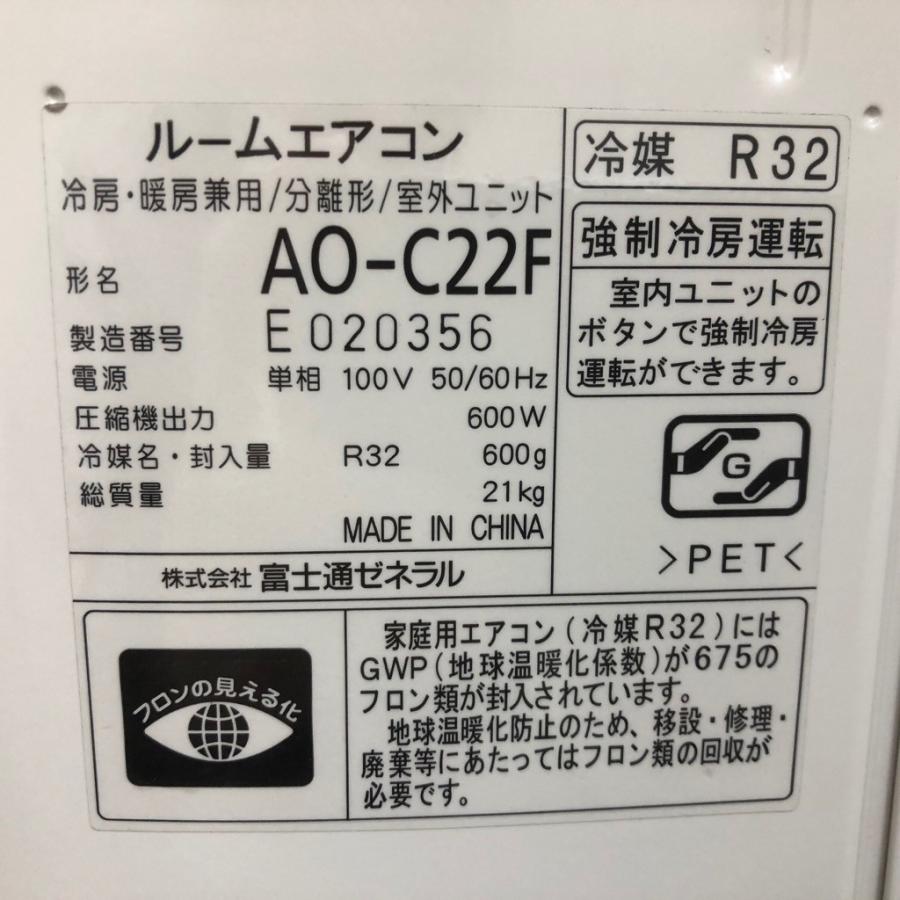 ルームエアコン
冷房・暖房兼用/分離形/室外ユニット
形名 AO-C22F
製造番号 E020356
電源 単相 100V 50/60Hz
圧縮機出力 600W
冷媒名・封入量 R32 600g
総質量 21kg
MADE IN CHINA
株式会社 富士通ゼネラル
冷媒 R32
強制冷房運転
室内ユニットの
ボタンで強制冷房
運転ができます。
G
>PET<
フロンの見える化
家庭用エアコン(冷媒R32)には
GWP(地球温暖化係数)が675の
フロン類が封入されています。
地球温暖化防止のため、移設・修理・
廃棄等にあたってはフロン類の回収が
必要です。